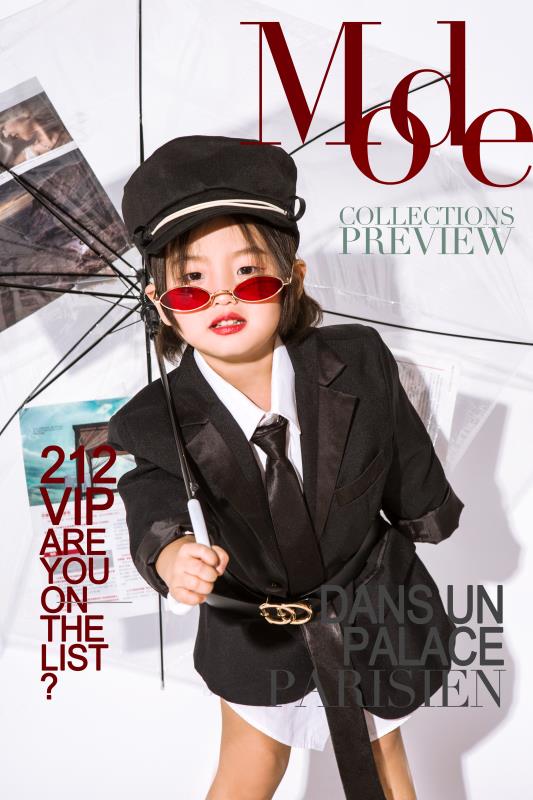 Mode
COLLECTIONS
PREVIEW
212
VIP
ARE
YOU
ON
THE
LIST
?
DANS UN
PALACE
PARISIEN